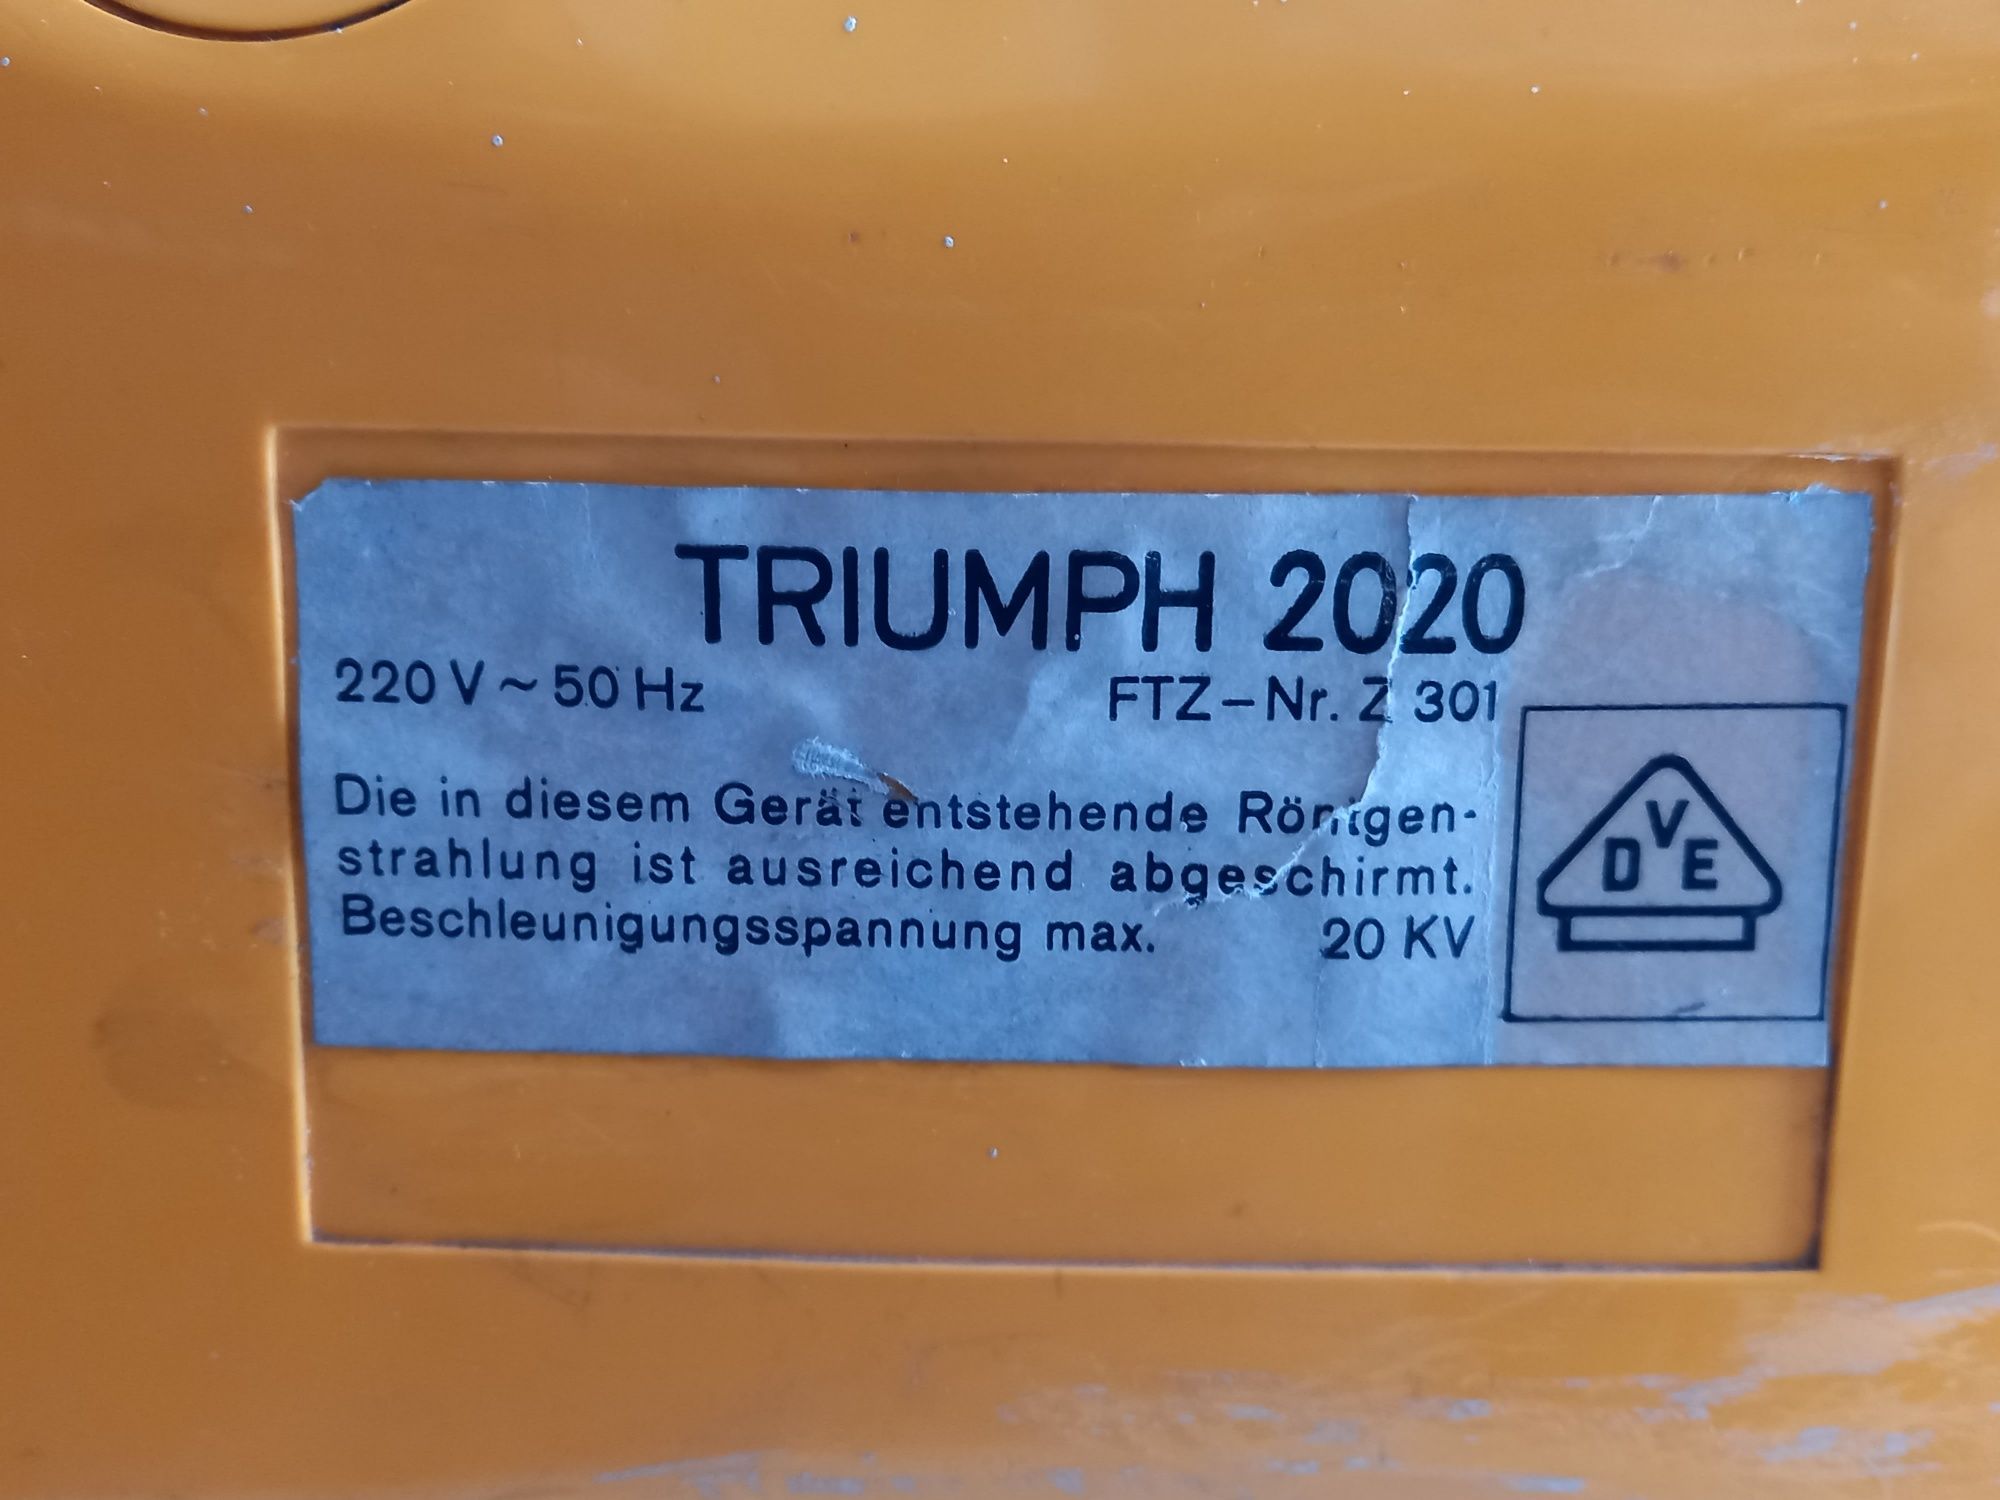 TRIUMPH 2020
220 V ~ 50 Hz FTZ-Nr. Z 301
Die in diesem Gerät entstehende Röntgen-
strahlung ist ausreichend abgeschirmt.
Beschleunigungsspannung max. 20 KV
DVE